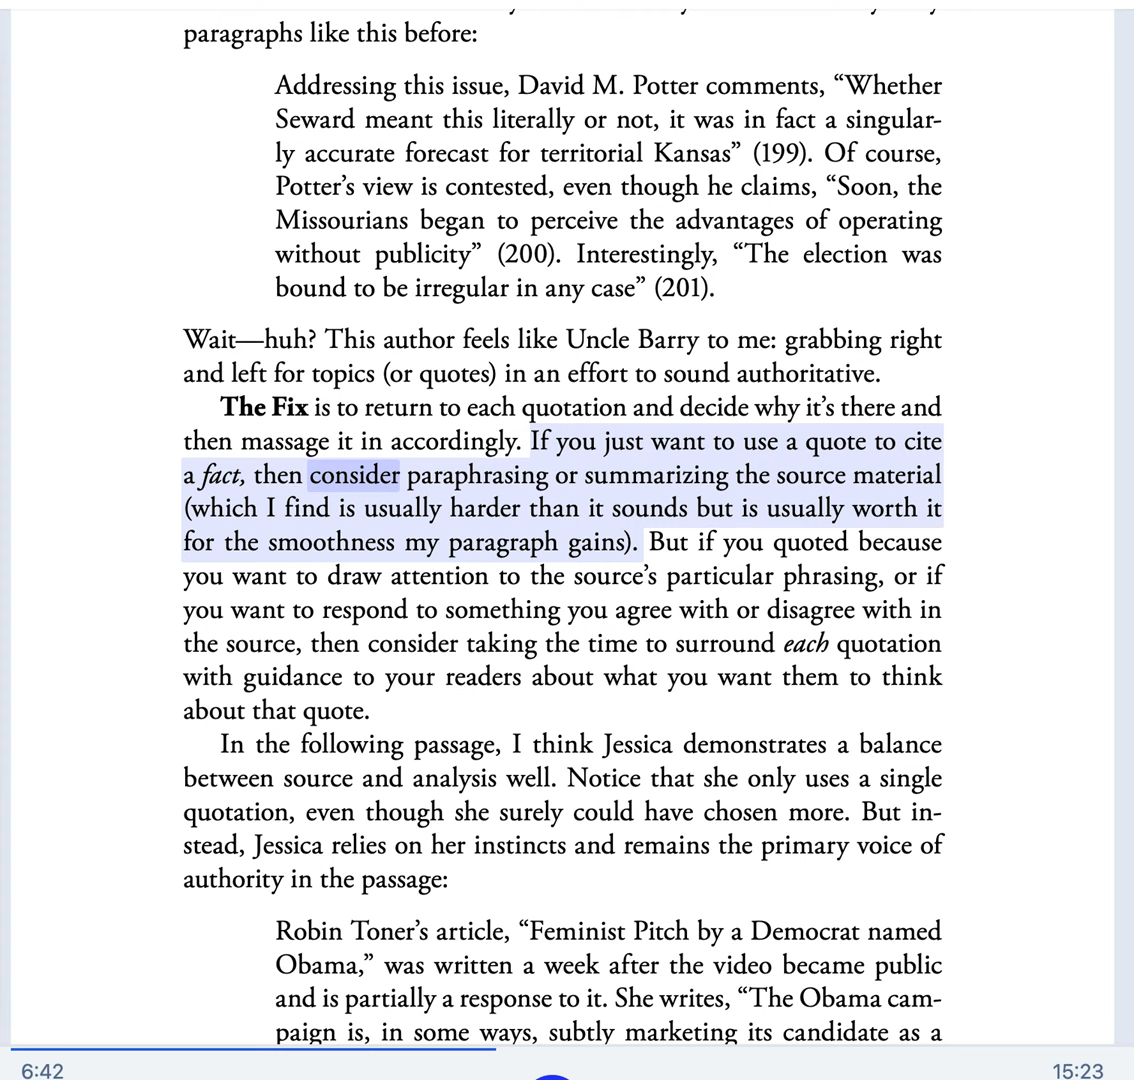 paragraphs like this before:
Addressing this issue, David M. Potter comments, “Whether
Seward meant this literally or not, it was in fact a singular-
ly accurate forecast for territorial Kansas” (199). Of course,
Potter’s view is contested, even though he claims, “Soon, the
Missourians began to perceive the advantages of operating
without publicity” (200). Interestingly, “The election was
bound to be irregular in any case” (201).
Wait—huh? This author feels like Uncle Barry to me: grabbing right
and left for topics (or quotes) in an effort to sound authoritative.
The Fix is to return to each quotation and decide why it’s there and
then massage it in accordingly. If you just want to use a quote to cite
a fact, then consider paraphrasing or summarizing the source material
(which I find is usually harder than it sounds but is usually worth it
for the smoothness my paragraph gains). But if you quoted because
you want to draw attention to the source’s particular phrasing, or if
you want to respond to something you agree with or disagree with in
the source, then consider taking the time to surround each quotation
with guidance to your readers about what you want them to think
about that quote.
In the following passage, I think Jessica demonstrates a balance
between source and analysis well. Notice that she only uses a single
quotation, even though she surely could have chosen more. But in-
stead, Jessica relies on her instincts and remains the primary voice of
authority in the passage:
Robin Toner’s article, “Feminist Pitch by a Democrat named
Obama,” was written a week after the video became public
and is partially a response to it. She writes, “The Obama cam-
paign is, in some ways, subtly marketing its candidate as a
6:42
15:23